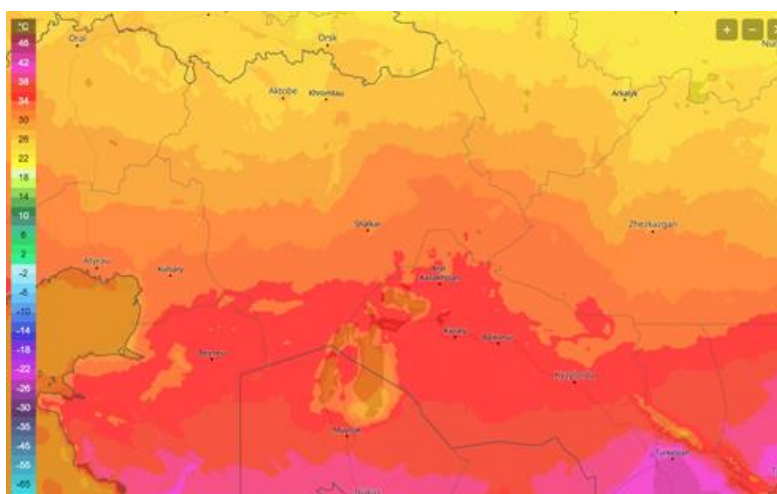 °C
46
42
38
34
30
26
22
18
14
10
6
2
-2
-6
-10
-14
-18
-22
-26
-30
-35
-45
-55
-65
Oral
Orsk
Aktobe
Khromtau
Arkalyk
Shalkar
Zhezkazgan
Atyrau
Kulsary
Aral
Kazakhstan
Beyneu
Kazaly
Baikonur
Kyzylorda
Muynak
Turkestan
+
−